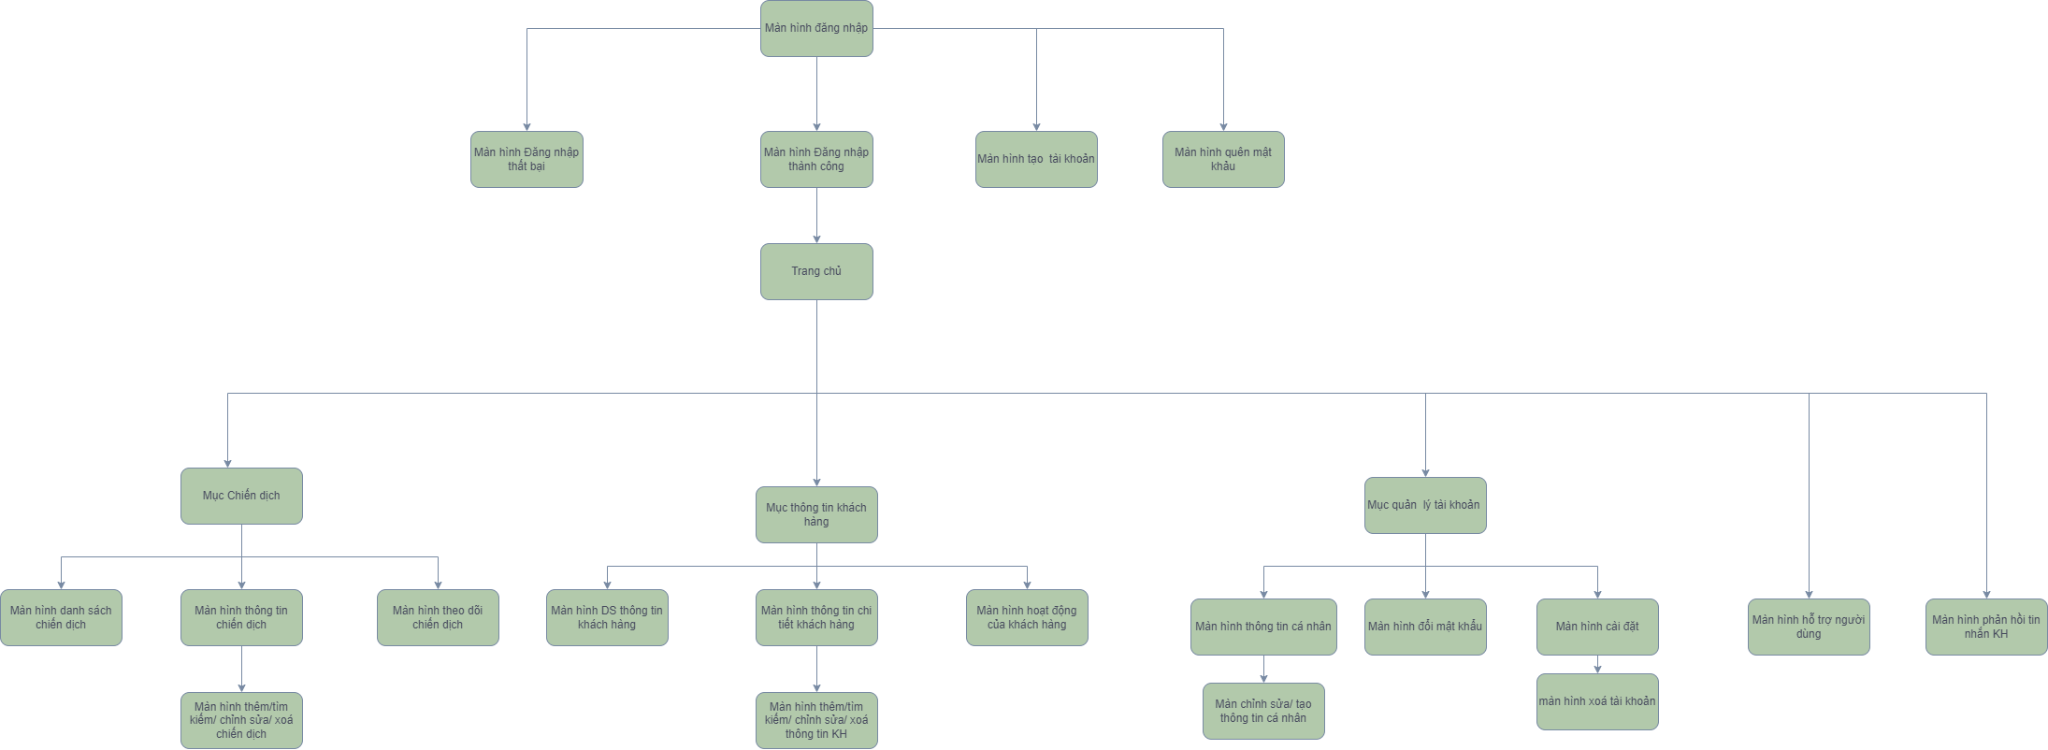 Màn hình đăng nhập
Màn hình Đăng nhập
thất bại
Màn hình Đăng nhập
thành công
Màn hình tạo  tài khoản
Màn hình quên mật
khẩu
Trang chủ
Mục Chiến dịch
Mục thông tin khách
hàng
Mục quản  lý tài khoản
Màn hình danh sách
chiến dịch
Màn hình thông tin
chiến dịch
Màn hình theo dõi
chiến dịch
Màn hình DS thông tin
khách hàng
Màn hình thông tin chi
tiết khách hàng
Màn hình hoạt động
của khách hàng
Màn hình thông tin cá nhân
Màn hình đổi mật khẩu
Màn hình cài đặt
Màn hình hỗ trợ người
dùng
Màn hình phản hồi tin
nhắn KH
Màn hình thêm/tìm
kiếm/ chỉnh sửa/ xoá
chiến dịch
Màn hình thêm/tìm
kiếm/ chỉnh sửa/ xoá
thông tin KH
Màn chỉnh sửa/ tạo
thông tin cá nhân
màn hình xoá tài khoản